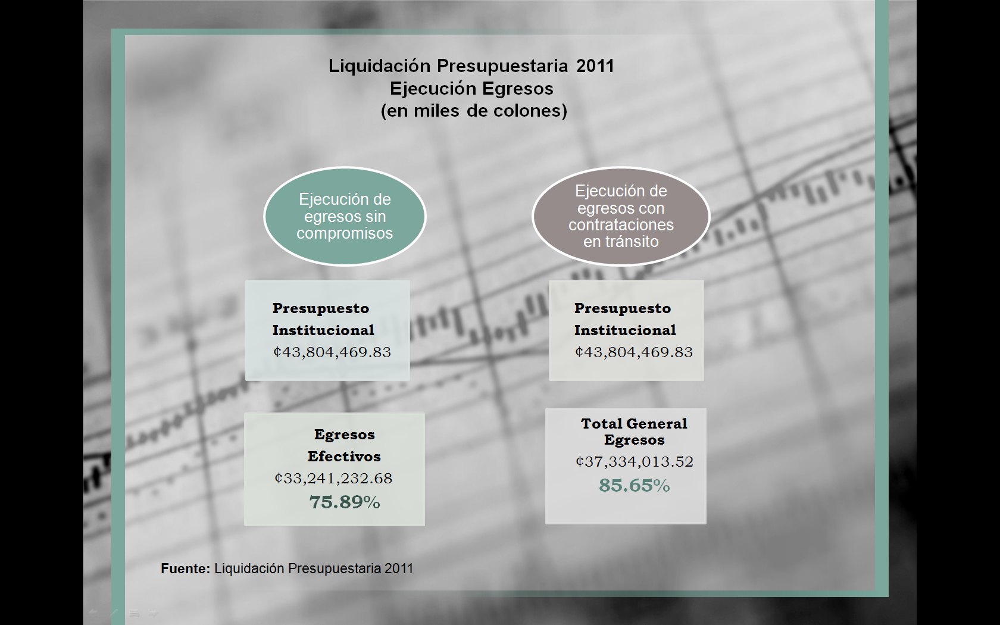 Liquidación Presupuestaria 2011
Ejecución Egresos
(en miles de colones)
Ejecución de
egresos sin
compromisos
Ejecución de
egresos con
contrataciones
en tránsito
Presupuesto
Institucional
¢43,804,469.83
Presupuesto
Institucional
¢43,804,469.83
Egresos
Efectivos
¢33,241,232.68
75.89%
Total General
Egresos
¢37,334,013.52
85.65%
Fuente: Liquidación Presupuestaria 2011